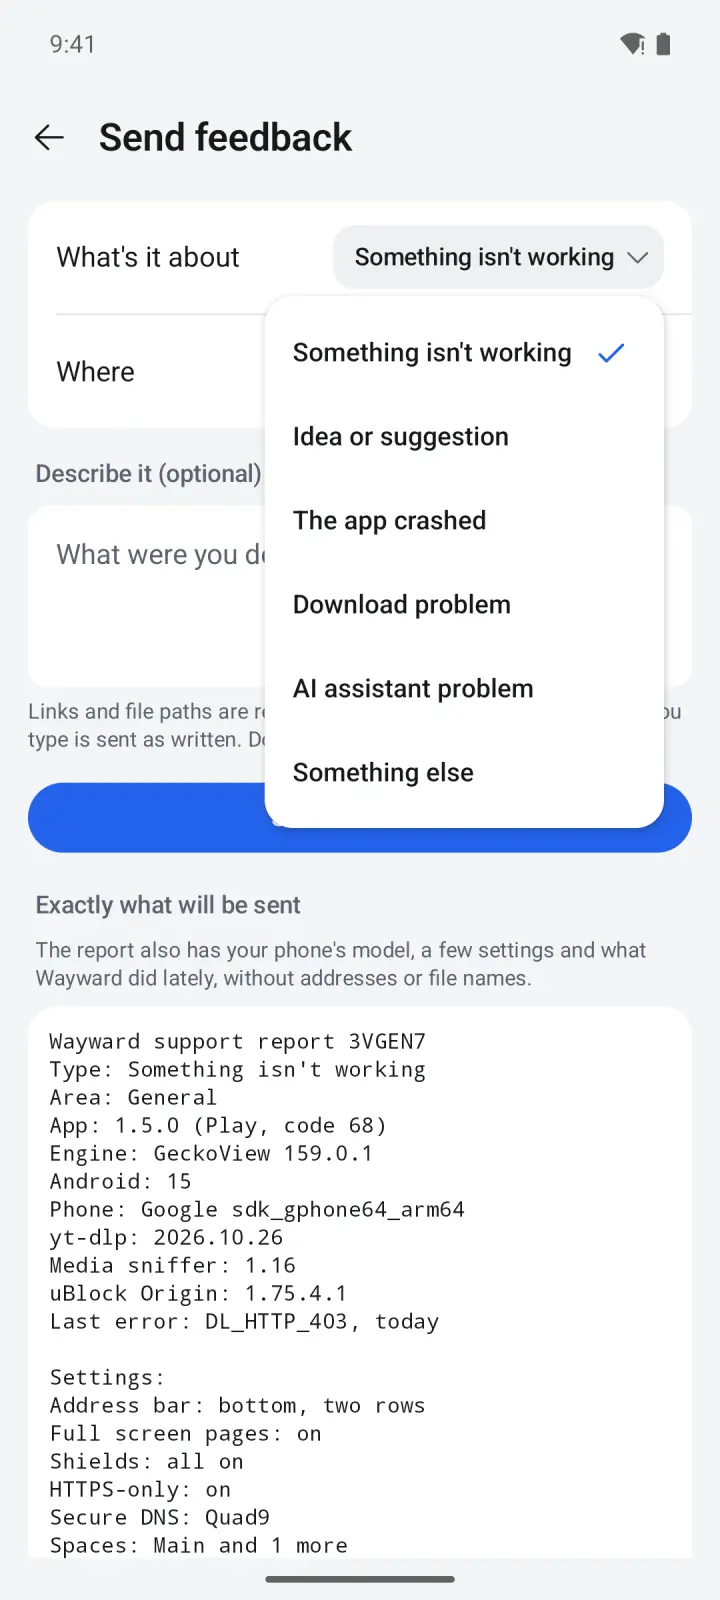 9:41
Send feedback
What's it about
Something isn't working
Something isn't working
Where
Idea or suggestion
Describe it (optional)
The app crashed
What were you
Download problem
AI assistant problem
Links and file paths are
type is sent as written.
Something else
Exactly what will be sent
The report also has your phone's model, a few settings and what
Wayward did lately, without addresses or file names.
Wayward support report 3VGEN7
Type: Something isn't working
Area: General
App: 1.5.0 (Play, code 68)
Engine: GeckoView 159.0.1
Android: 15
Phone: Google sdk_gphone64_arm64
yt-dlp: 2026.10.26
Media sniffer: 1.16
uBlock Origin: 1.75.4.1
Last error: DL_HTTP_403, today
Settings:
Address bar: bottom, two rows
Full screen pages: on
Shields: all on
HTTPS-only: on
Secure DNS: Quad9
Spaces: Main and 1 more